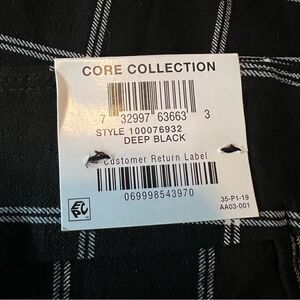 CORE COLLECTION
7 32997 63663 3
STYLE 100076932
DEEP BLACK
Customer Return Label
069998543970
35-P1-19
AA03-001